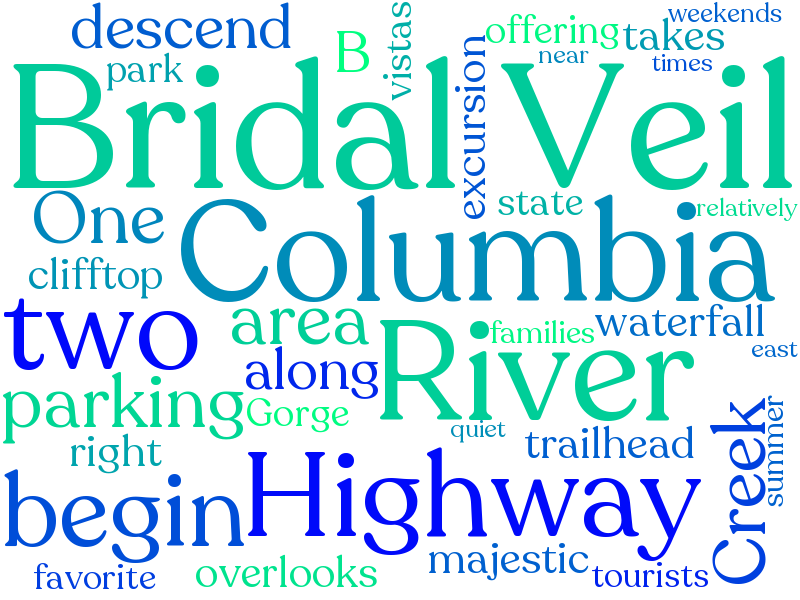 descend
B
vistas
offering
weekends
takes
near
times
park
excursion
Bridal Veil
One
state
relatively
Columbia
clifftop
two
area
River
families
waterfall
east
along
parking
Gorge
right
quiet
trailhead
Creek
summer
begin
Highway
favorite
overlooks
majestic
tourists